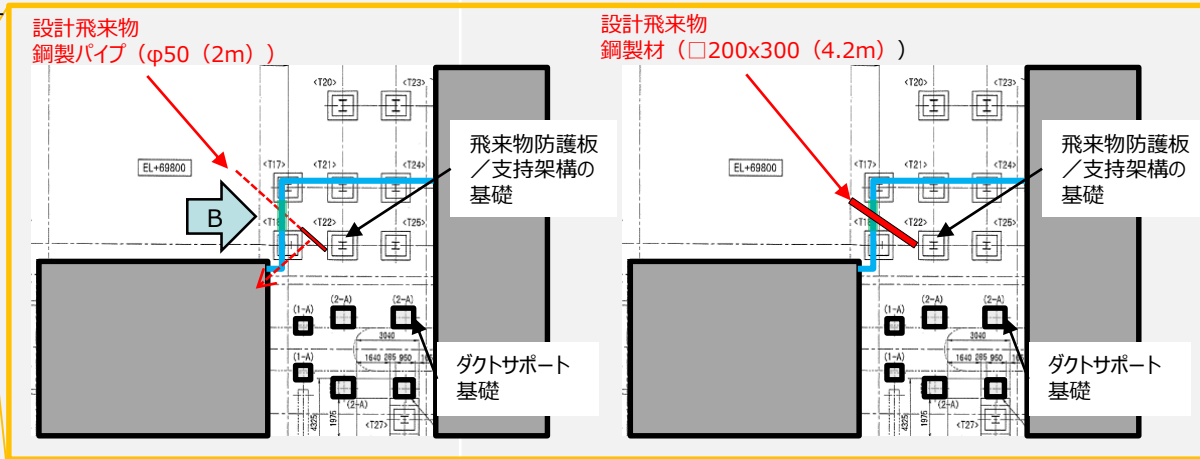 設計飛来物
鋼製パイプ（φ50（2m））
<T20>
<T23>
飛来物防護板
／支持架構の
基礎
EL+69800
<T17>
<T21>
<T24>
B
<T22>
<T25>
(1-A)
(2-A)
(2-A)
3040
(1-A)
1640
285
950
ダクトサポート
基礎
(2-A)
4325
1975
<T27>
設計飛来物
鋼製材（□200x300（4.2m））
<T20>
<T23>
飛来物防護板
／支持架構の
基礎
EL+69800
<T17>
<T21>
<T24>
<T22>
<T25>
(1-A)
(2-A)
(2-A)
3040
(1-A)
1640
285
950
ダクトサポート
基礎
(2-A)
4325
1975
<T27>